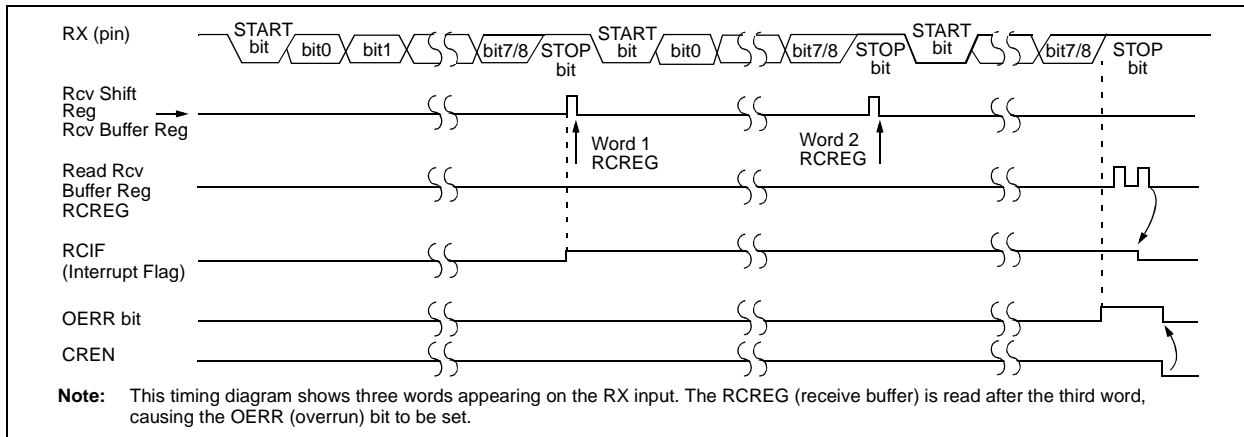 RX (pin)
START
bit
bit0
bit1
bit7/8
STOP
bit
START
bit
bit0
bit7/8
STOP
bit
START
bit
bit7/8
STOP
bit
Rcv Shift
Reg
Rcv Buffer Reg
Word 1
RCREG
Word 2
RCREG
Read Rcv
Buffer Reg
RCREG
RCIF
(Interrupt Flag)
OERR bit
CREN
Note: This timing diagram shows three words appearing on the RX input. The RCREG (receive buffer) is read after the third word,
causing the OERR (overrun) bit to be set.